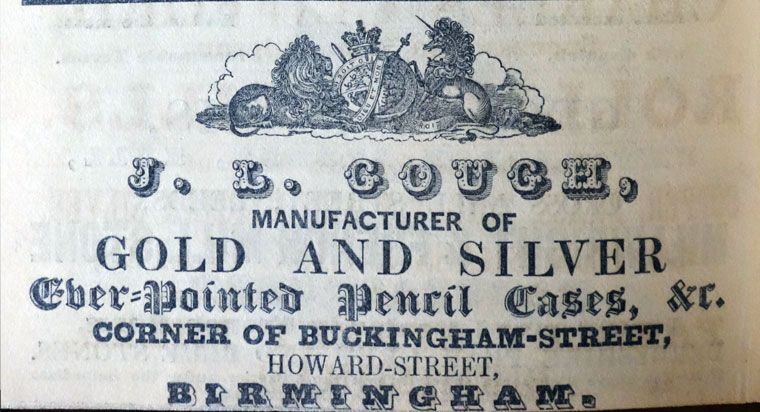 J. L. GOUGH,
MANUFACTURER OF
GOLD AND SILVER
Ever-Pointed Pencil Cases, &c.
CORNER OF BUCKINGHAM-STREET,
HOWARD-STREET,
BIRMINGHAM.